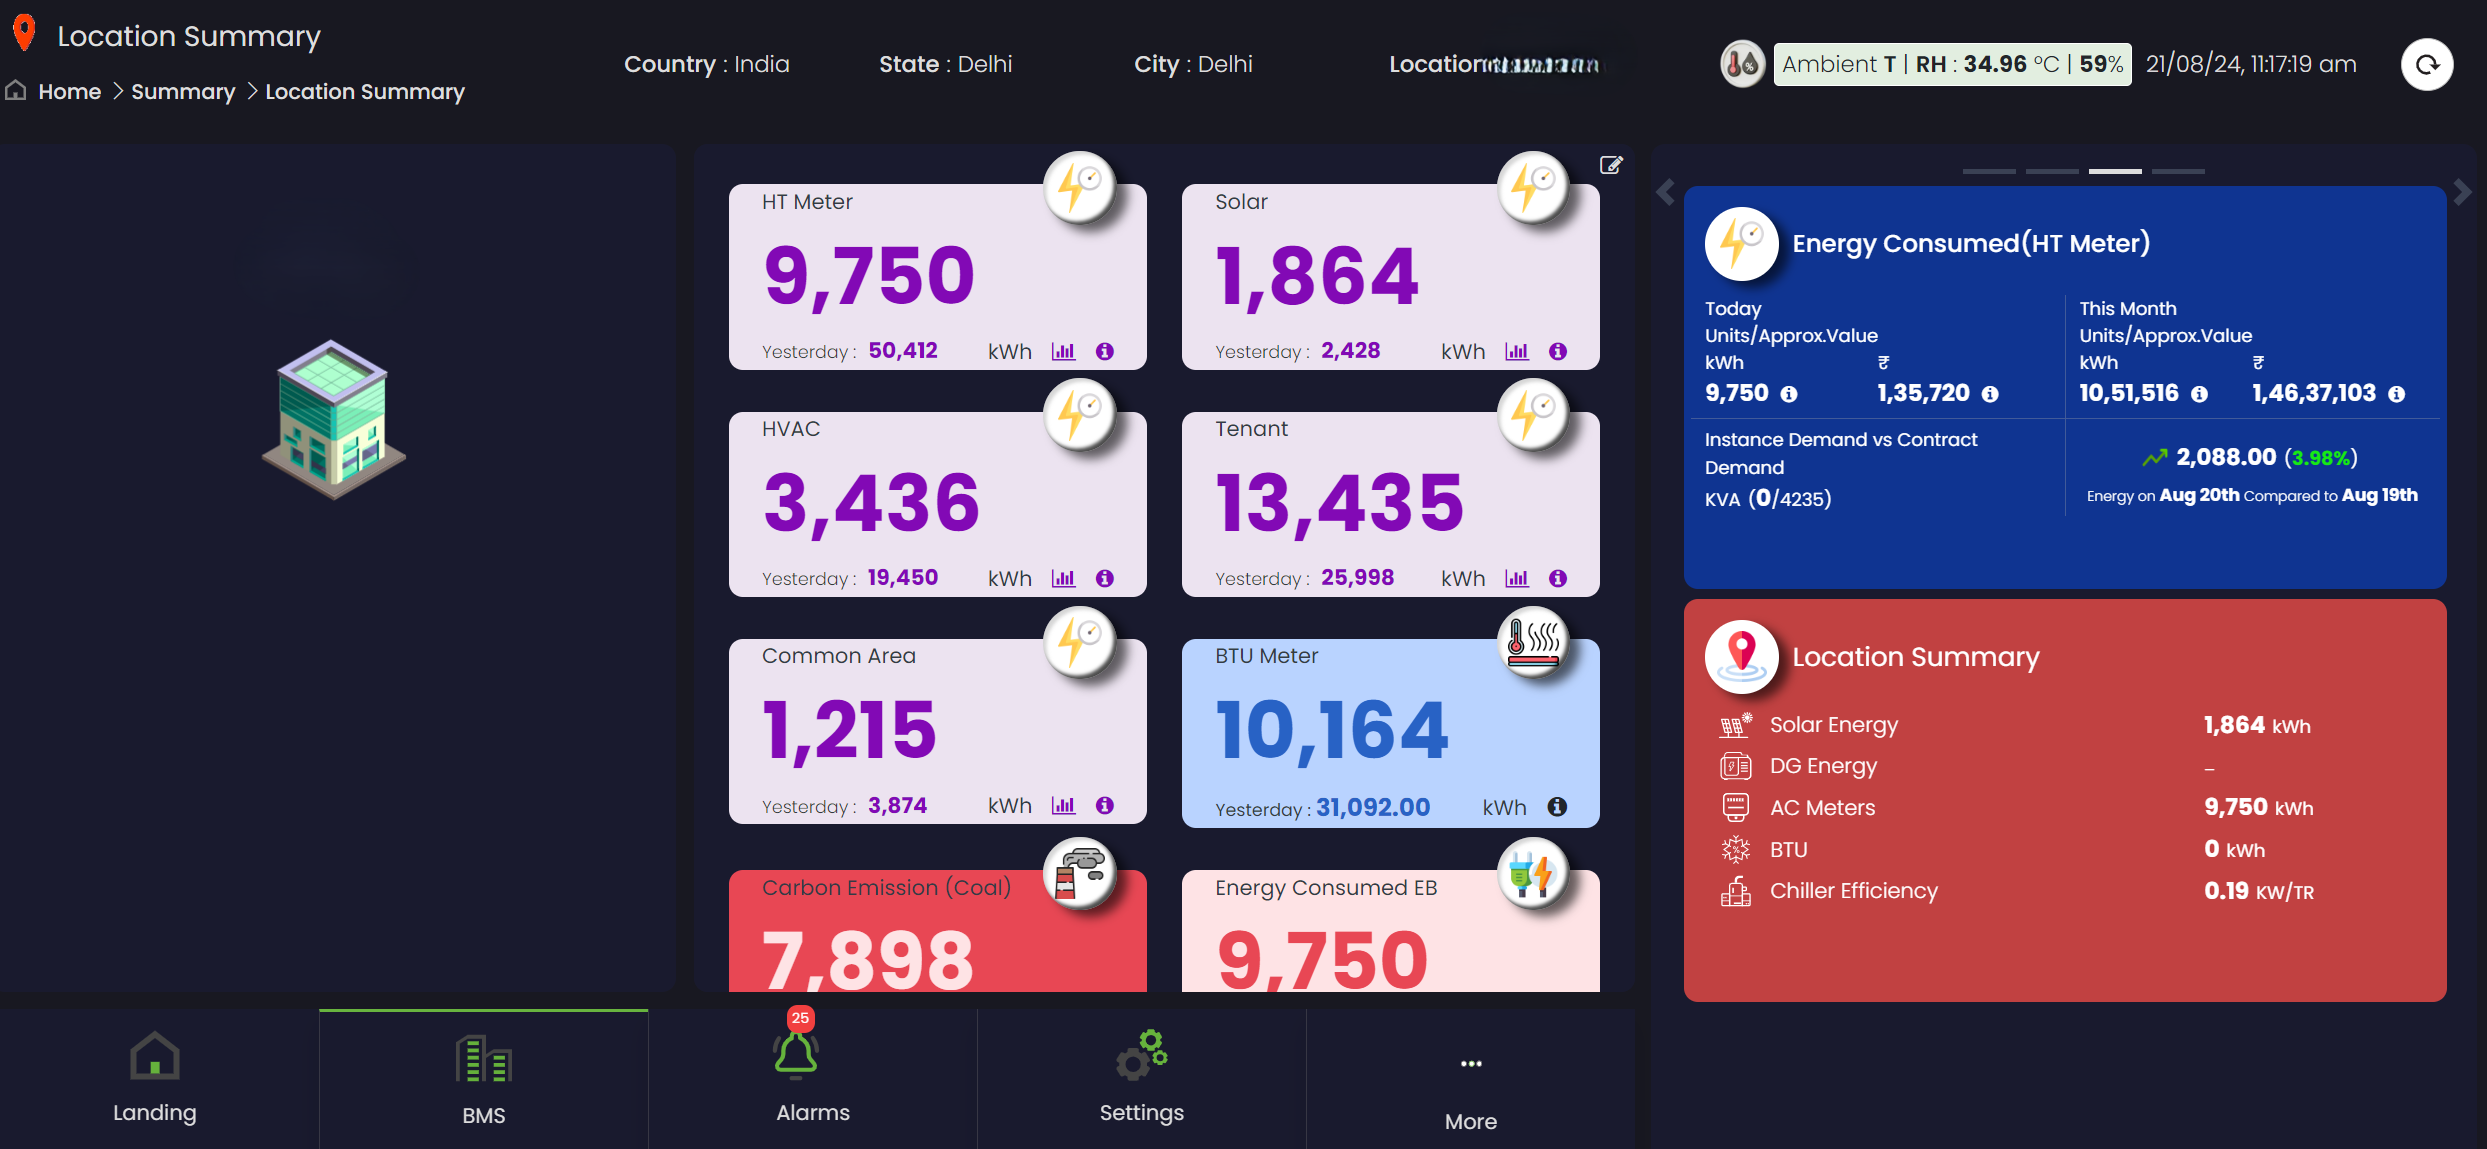 Location Summary
Home > Summary > Location Summary
Country : India
State : Delhi
City : Delhi
Location
Ambient T | RH : 34.96 °C | 59%
21/08/24, 11:17:19 am
HT Meter
9,750
Yesterday : 50,412 kWh
Solar
1,864
Yesterday : 2,428 kWh
HVAC
3,436
Yesterday : 19,450 kWh
Tenant
13,435
Yesterday : 25,998 kWh
Common Area
1,215
Yesterday : 3,874 kWh
BTU Meter
10,164
Yesterday : 31,092.00 kWh
Carbon Emission (Coal)
7,898
Energy Consumed EB
9,750
Energy Consumed(HT Meter)
Today
Units/Approx.Value
kWh ₹
9,750 1,35,720
This Month
Units/Approx.Value
kWh ₹
10,51,516 1,46,37,103
Instance Demand vs Contract
Demand
KVA (0/4235)
2,088.00 (3.98%)
Energy on Aug 20th Compared to Aug 19th
Location Summary
Solar Energy 1,864 kWh
DG Energy –
AC Meters 9,750 kWh
BTU 0 kWh
Chiller Efficiency 0.19 KW/TR
Landing
BMS
25
Alarms
Settings
...
More